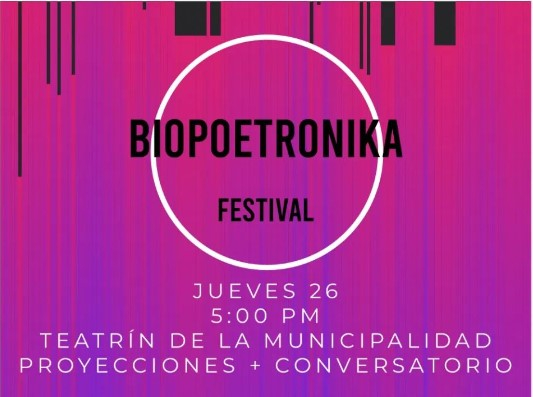 BIOPOETRONIKA
FESTIVAL
JUEVES 26
5:00 PM
TEATRÍN DE LA MUNICIPALIDAD
PROYECCIONES + CONVERSATORIO